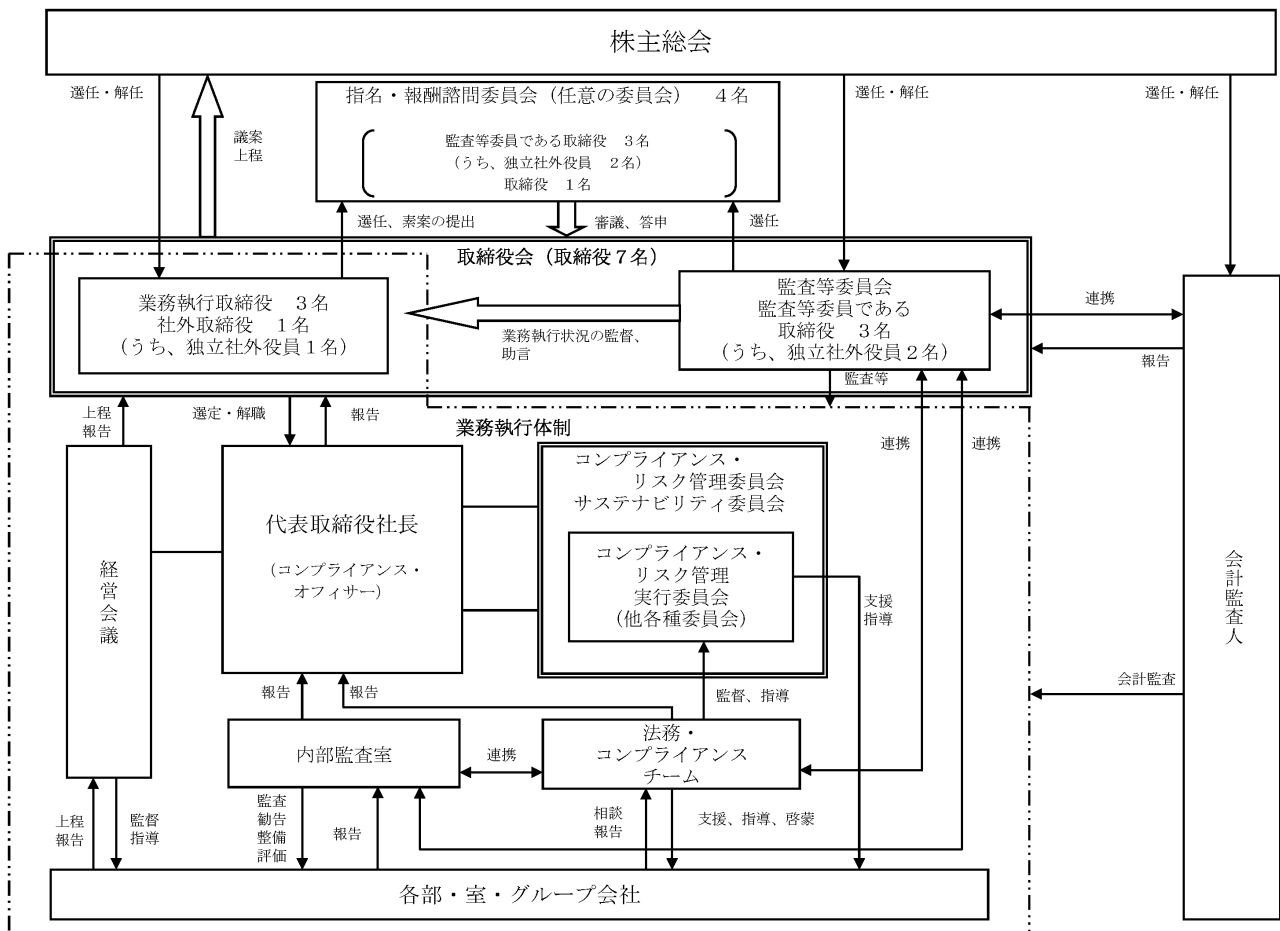 株主総会
選任・解任
議案
上程
指名・報酬諮問委員会（任意の委員会）　４名
監査等委員である取締役　３名
（うち、独立社外役員　２名）
取締役　１名
選任・解任
選任・解任
選任、素案の提出
審議、答申
選任
取締役会（取締役７名）
業務執行取締役　３名
社外取締役　１名
（うち、独立社外役員１名）
業務執行状況の監督、
助言
監査等委員会
監査等委員である
取締役　３名
（うち、独立社外役員２名）
連携
報告
監査等
上程
報告
選定・解職
報告
業務執行体制
連携
連携
経営会議
代表取締役社長
（コンプライアンス・
オフィサー）
コンプライアンス・
リスク管理委員会
サステナビリティ委員会
コンプライアンス・
リスク管理
実行委員会
（他各種委員会）
支援
指導
会計監査人
会計監査
報告
報告
監督、指導
内部監査室
連携
法務・
コンプライアンス
チーム
上程
報告
監督
指導
監査
勧告
整備
評価
報告
相談
報告
支援、指導、啓蒙
各部・室・グループ会社